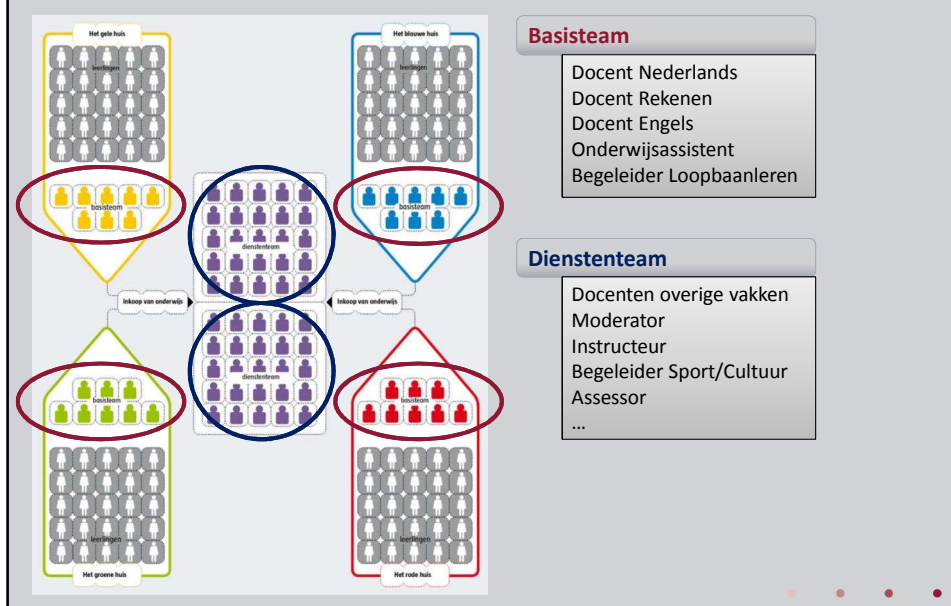 Het gele huis
leerlingen
basisteam
Het blauwe huis
leerlingen
basisteam
dienstenteam
Inkoop van onderwijs
Inkoop van onderwijs
dienstenteam
basisteam
leerlingen
Het groene huis
basisteam
leerlingen
Het rode huis
Basisteam
Docent Nederlands
Docent Rekenen
Docent Engels
Onderwijsassistent
Begeleider Loopbaanleren
Dienstenteam
Docenten overige vakken
Moderator
Instructeur
Begeleider Sport/Cultuur
Assessor
…